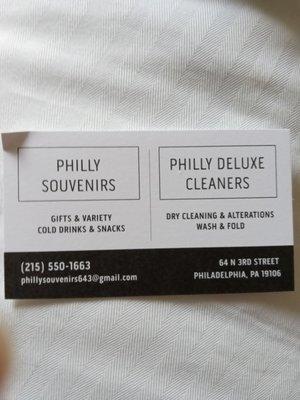 PHILLY
SOUVENIRS
GIFTS & VARIETY
COLD DRINKS & SNACKS
PHILLY DELUXE
CLEANERS
DRY CLEANING & ALTERATIONS
WASH & FOLD
(215) 550-1663
phillysouvenirs643@gmail.com
64 N 3RD STREET
PHILADELPHIA, PA 19106